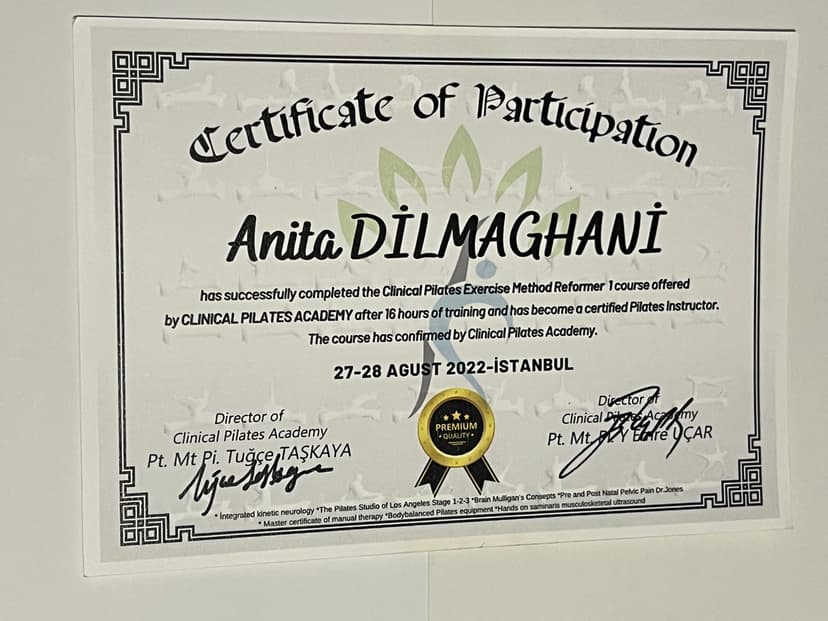 Certificate of Participation
Anita DİLMAGHANİ
has successfully completed the Clinical Pilates Exercise Method Reformer 1 course offered
by CLINICAL PILATES ACADEMY after 16 hours of training and has become a certified Pilates Instructor.
The course has confirmed by Clinical Pilates Academy.
27-28 AGUST 2022-İSTANBUL
Director of
Clinical Pilates Academy
Pt. Mt Pi. Tuğçe TAŞKAYA
Director of
Clinical Pilates Academy
Pt. Mt. Emre UÇAR
PREMIUM
QUALITY
* Integrated kinetic neurology *The Pilates Studio of Los Angeles Stage 1-2-3 *Brain Mulligan's Consepts *Pre and Post Natal Pelvic Pain Dr.Jones
* Master certificate of manual therapy *Bodybalanced Pilates equipment *Hands on saminaris musculosketetal ultrasound